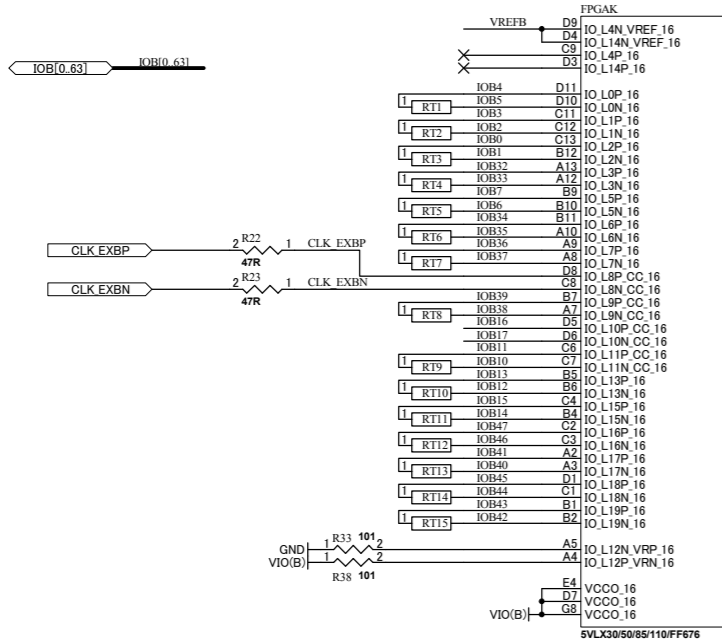 FPGAK
VREFB D9 IO_L4N_VREF_16
D4 IO_L14N_VREF_16
C9 IO_L4P_16
D3 IO_L14P_16
IOB[0..63] IOB[0..63]
IOB4 D11 IO_L0P_16
1 RT1 IOB5 D10 IO_L0N_16
IOB3 C11 IO_L1P_16
1 RT2 IOB2 C12 IO_L1N_16
IOB0 C13 IO_L2P_16
1 RT3 IOB1 B12 IO_L2N_16
IOB32 A13 IO_L3P_16
1 RT4 IOB33 A12 IO_L3N_16
IOB7 B9 IO_L5P_16
1 RT5 IOB6 B10 IO_L5N_16
IOB34 B11 IO_L6P_16
1 RT6 IOB35 A10 IO_L6N_16
IOB36 A9 IO_L7P_16
1 RT7 IOB37 A8 IO_L7N_16
CLK_EXBP 2 R22 1 CLK_EXBP D8 IO_L8P_CC_16
47R
CLK_EXBN 2 R23 1 CLK_EXBN C8 IO_L8N_CC_16
47R
IOB39 B7 IO_L9P_CC_16
1 RT8 IOB38 A7 IO_L9N_CC_16
IOB16 D5 IO_L10P_CC_16
IOB17 D6 IO_L10N_CC_16
IOB11 C6 IO_L11P_CC_16
1 RT9 IOB10 C7 IO_L11N_CC_16
IOB13 B5 IO_L13P_16
1 RT10 IOB12 B6 IO_L13N_16
IOB15 C4 IO_L15P_16
1 RT11 IOB14 B4 IO_L15N_16
IOB47 C2 IO_L16P_16
1 RT12 IOB46 C3 IO_L16N_16
IOB41 A2 IO_L17P_16
1 RT13 IOB40 A3 IO_L17N_16
IOB45 D1 IO_L18P_16
1 RT14 IOB44 C1 IO_L18N_16
IOB43 B1 IO_L19P_16
1 RT15 IOB42 B2 IO_L19N_16
GND 1 R33 101 2 A5 IO_L12N_VRP_16
VIO(B) 1 2 A4 IO_L12P_VRN_16
R38 101
E4 VCCO_16
D7 VCCO_16
VIO(B) G8 VCCO_16
5VLX30/50/85/110/FF676